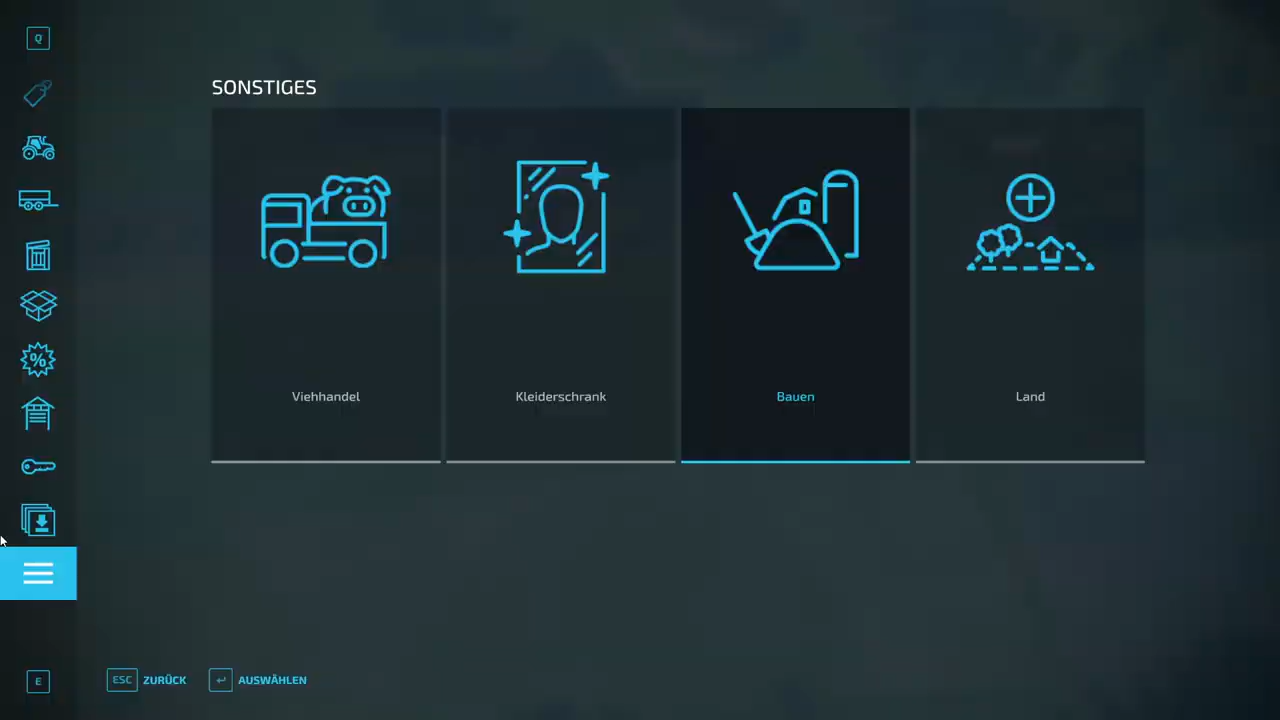 Q
SONSTIGES
%
Viehhandel
Kleiderschrank
Bauen
Land
E
ESC ZURÜCK
↵ AUSWÄHLEN